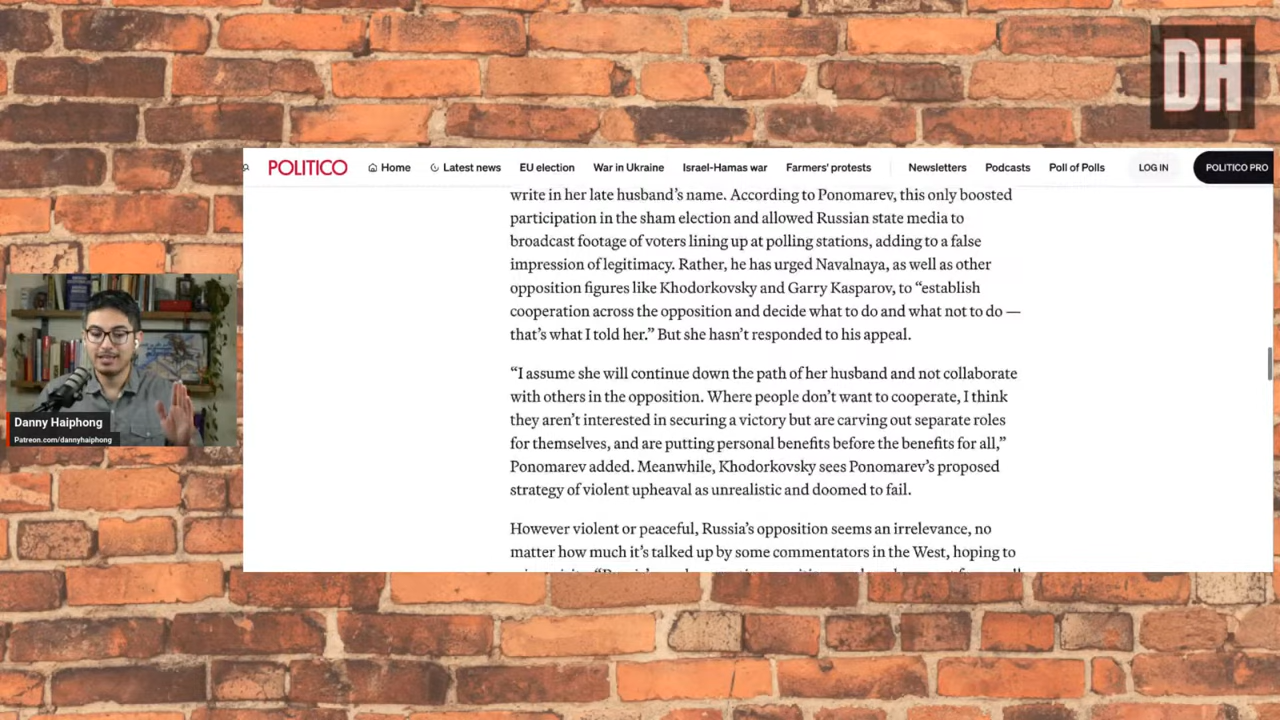 DH
POLITICO
Home
Latest news
EU election
War in Ukraine
Israel-Hamas war
Farmers' protests
Newsletters
Podcasts
Poll of Polls
LOG IN
POLITICO PRO
write in her late husband’s name. According to Ponomarev, this only boosted
participation in the sham election and allowed Russian state media to
broadcast footage of voters lining up at polling stations, adding to a false
impression of legitimacy. Rather, he has urged Navalnaya, as well as other
opposition figures like Khodorkovsky and Garry Kasparov, to “establish
cooperation across the opposition and decide what to do and what not to do —
that’s what I told her.” But she hasn’t responded to his appeal.
“I assume she will continue down the path of her husband and not collaborate
with others in the opposition. Where people don’t want to cooperate, I think
they aren’t interested in securing a victory but are carving out separate roles
for themselves, and are putting personal benefits before the benefits for all,”
Ponomarev added. Meanwhile, Khodorkovsky sees Ponomarev’s proposed
strategy of violent upheaval as unrealistic and doomed to fail.
However violent or peaceful, Russia’s opposition seems an irrelevance, no
matter how much it’s talked up by some commentators in the West, hoping to
Danny Haiphong
Patreon.com/dannyhaiphong